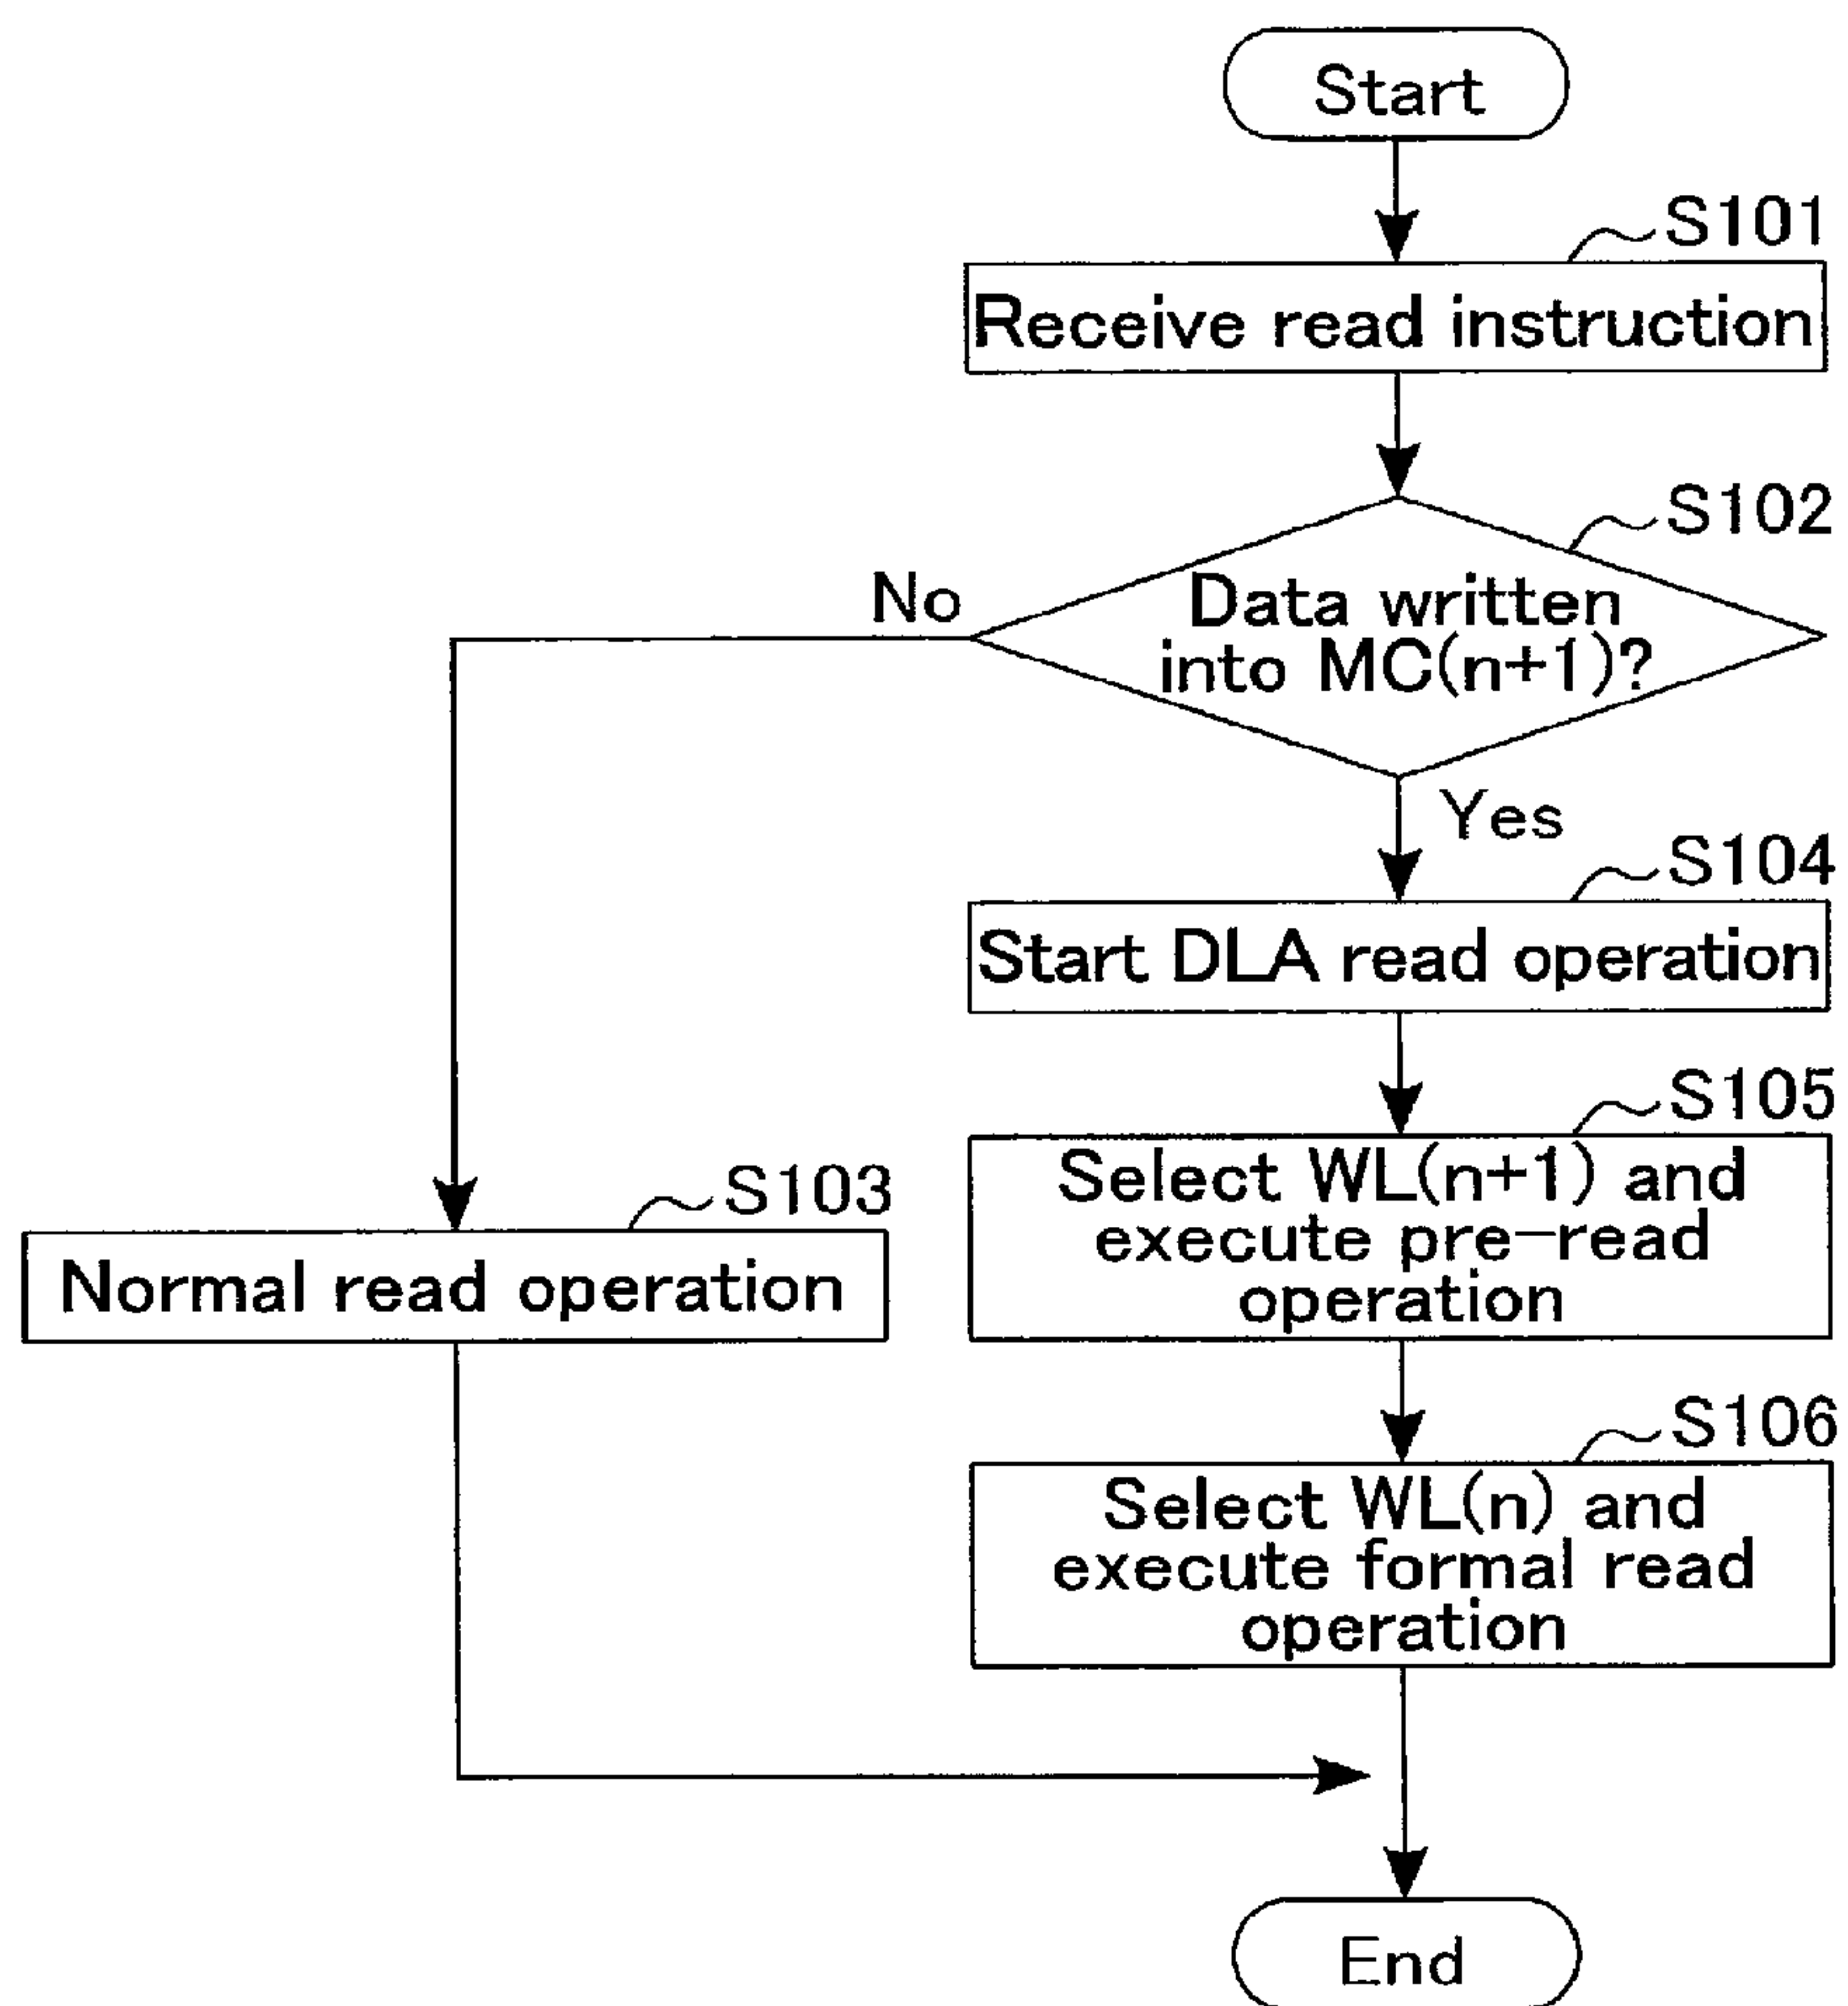 Start
S101
Receive read instruction
S102
Data written
into MC(n+1)?
No
Yes
S104
Start DLA read operation
S105
Select WL(n+1) and
execute pre-read
operation
S103
Normal read operation
S106
Select WL(n) and
execute formal read
operation
End